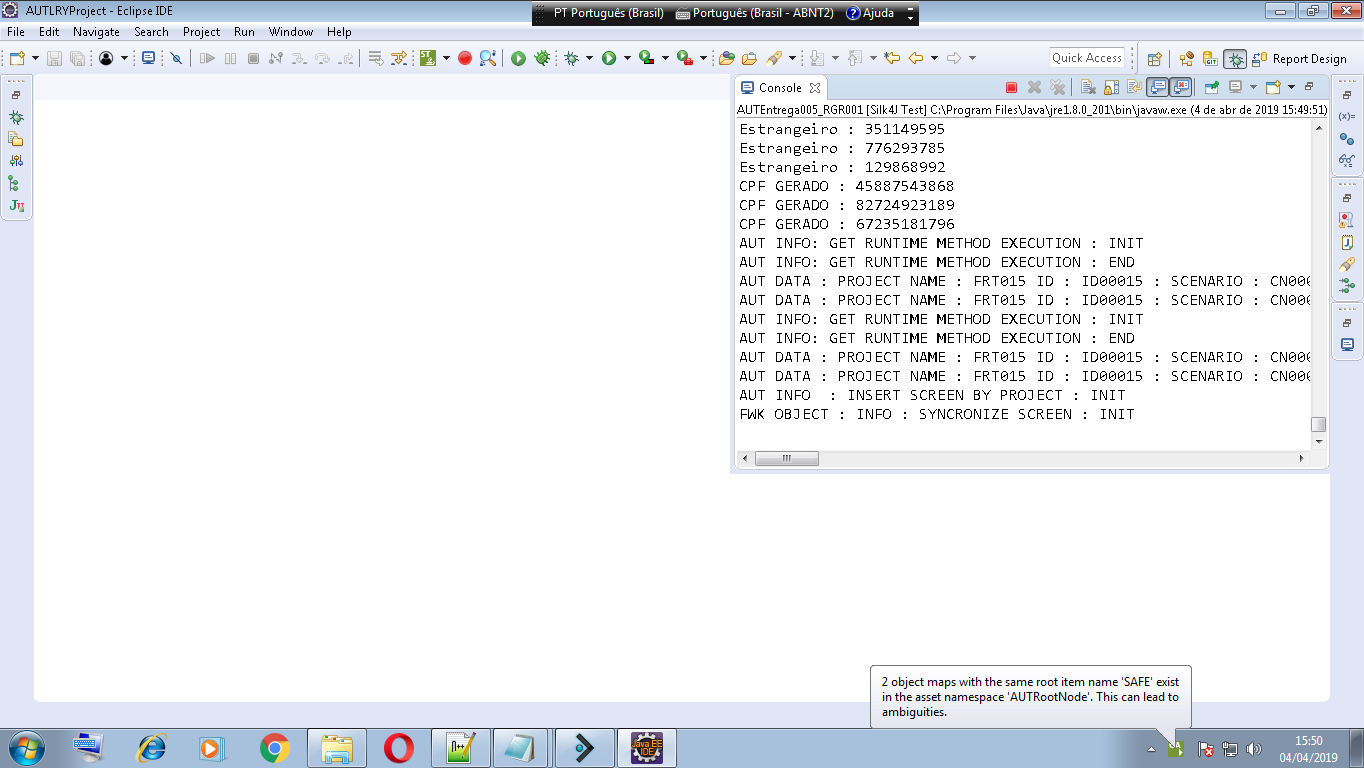 AUTLRYProject - Eclipse IDE
PT Português (Brasil) Português (Brasil - ABNT2) Ajuda
File Edit Navigate Search Project Run Window Help
Quick Access
Report Design
Console
AUTEntrega005_RGR001 [Silk4J Test] C:\Program Files\Java\jre1.8.0_201\bin\javaw.exe (4 de abr de 2019 15:49:51)
Estrangeiro : 351149595
Estrangeiro : 776293785
Estrangeiro : 129868992
CPF GERADO : 45887543868
CPF GERADO : 82724923189
CPF GERADO : 67235181796
AUT INFO: GET RUNTIME METHOD EXECUTION : INIT
AUT INFO: GET RUNTIME METHOD EXECUTION : END
AUT DATA : PROJECT NAME : FRT015 ID : ID00015 : SCENARIO : CN000
AUT DATA : PROJECT NAME : FRT015 ID : ID00015 : SCENARIO : CN000
AUT INFO: GET RUNTIME METHOD EXECUTION : INIT
AUT INFO: GET RUNTIME METHOD EXECUTION : END
AUT DATA : PROJECT NAME : FRT015 ID : ID00015 : SCENARIO : CN000
AUT DATA : PROJECT NAME : FRT015 ID : ID00015 : SCENARIO : CN000
AUT INFO  : INSERT SCREEN BY PROJECT : INIT
FWK OBJECT : INFO : SYNCRONIZE SCREEN : INIT
2 object maps with the same root item name 'SAFE' exist
in the asset namespace 'AUTRootNode'. This can lead to
ambiguities.
Java EE
IDE
15:50
04/04/2019